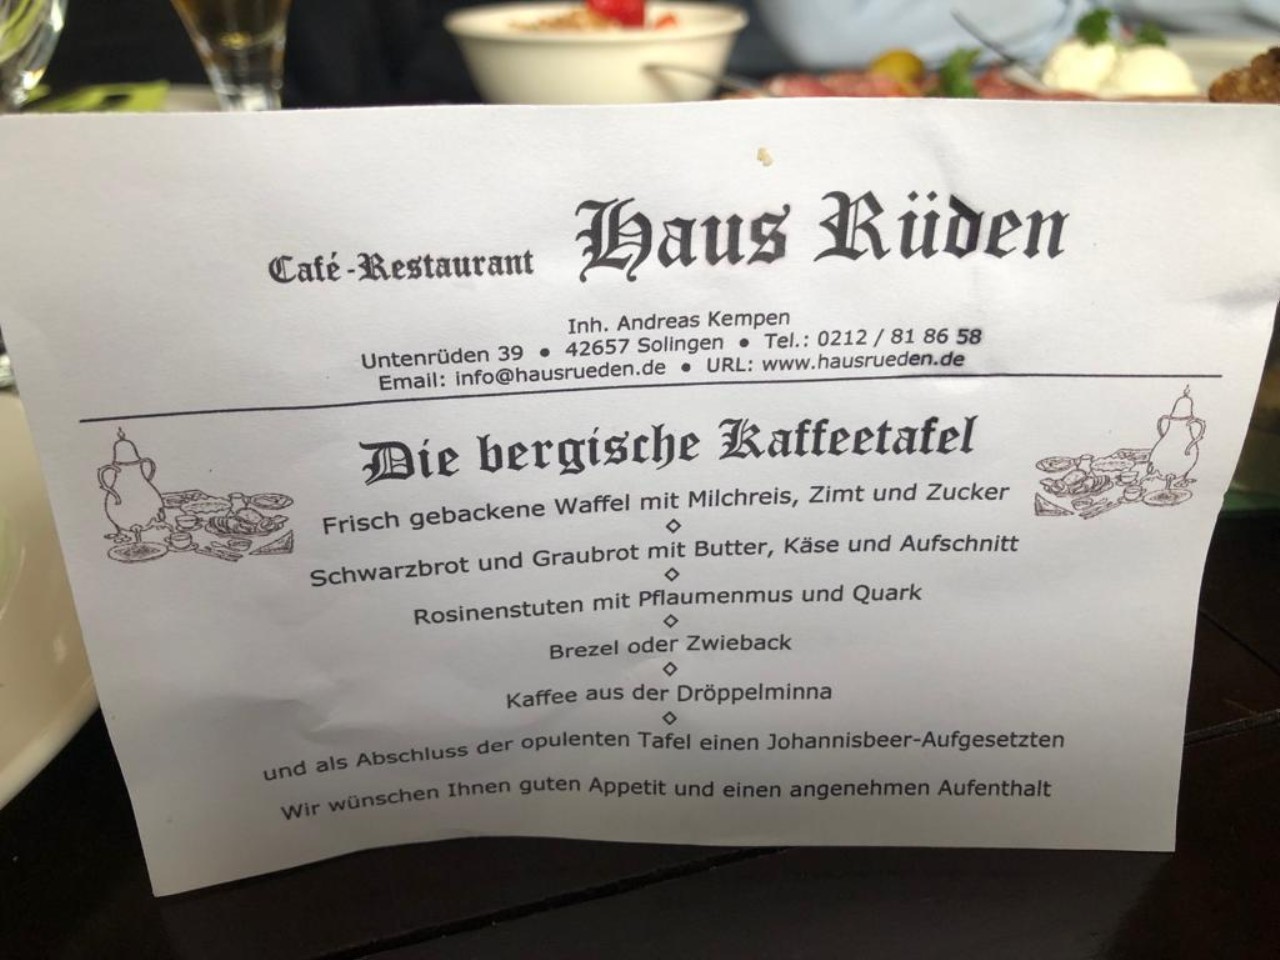 Café-Restaurant Haus Rüden
Inh. Andreas Kempen
Untenrüden 39 • 42657 Solingen • Tel.: 0212 / 81 86 58
Email: info@hausrueden.de • URL: www.hausrueden.de
Die bergische Kaffeetafel
Frisch gebackene Waffel mit Milchreis, Zimt und Zucker
Schwarzbrot und Graubrot mit Butter, Käse und Aufschnitt
Rosinenstuten mit Pflaumenmus und Quark
Brezel oder Zwieback
Kaffee aus der Dröppelminna
und als Abschluss der opulenten Tafel einen Johannisbeer-Aufgesetzten
Wir wünschen Ihnen guten Appetit und einen angenehmen Aufenthalt